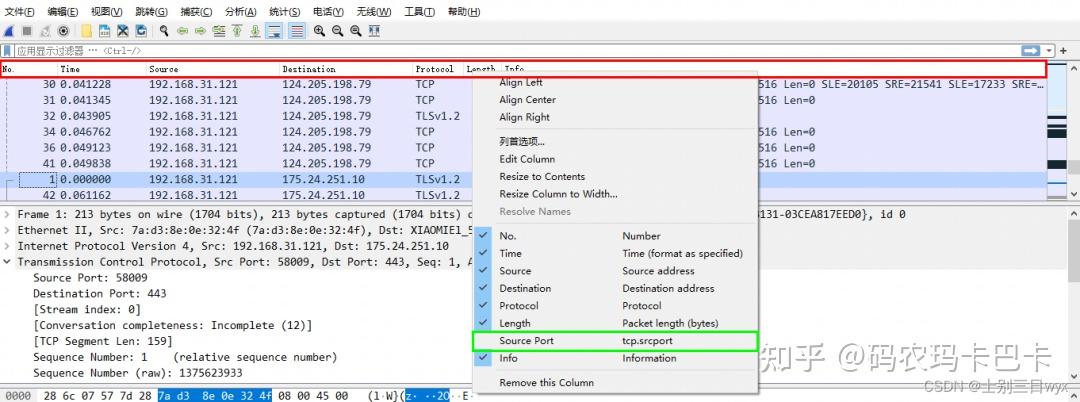 文件(F) 编辑(E) 视图(V) 跳转(G) 捕获(C) 分析(A) 统计(S) 电话(Y) 无线(W) 工具(T) 帮助(H)
应用显示过滤器 … <Ctrl-/>
No. Time Source Destination Protocol Length Info
30 0.041228 192.168.31.121 124.205.198.79 TCP 516 Len=0 SLE=20105 SRE=21541 SLE=17233 SRE=…
31 0.041345 192.168.31.121 124.205.198.79 TCP 516 Len=0
32 0.043905 192.168.31.121 124.205.198.79 TLSv1.2
34 0.046762 192.168.31.121 124.205.198.79 TCP 516 Len=0
36 0.049123 192.168.31.121 124.205.198.79 TCP 516 Len=0
41 0.049838 192.168.31.121 124.205.198.79 TCP 516 Len=0
1 0.000000 192.168.31.121 175.24.251.10 TLSv1.2
42 0.061162 192.168.31.121 175.24.251.10 TLSv1.2
Align Left
Align Center
Align Right
列首选项…
Edit Column
Resize to Contents
Resize Column to Width…
Resolve Names
No. Number
Time Time (format as specified)
Source Source address
Destination Destination address
Protocol Protocol
Length Packet length (bytes)
Source Port tcp.srcport
Info Information
Remove this Column
Frame 1: 213 bytes on wire (1704 bits), 213 bytes captured (1704 bits) 0131-03CEA817EED0}, id 0
Ethernet II, Src: 7a:d3:8e:0e:32:4f (7a:d3:8e:0e:32:4f), Dst: XIAOMIEl_5
Internet Protocol Version 4, Src: 192.168.31.121, Dst: 175.24.251.10
Transmission Control Protocol, Src Port: 58009, Dst Port: 443, Seq: 1, A
Source Port: 58009
Destination Port: 443
[Stream index: 0]
[Conversation completeness: Incomplete (12)]
[TCP Segment Len: 159]
Sequence Number: 1 (relative sequence number)
Sequence Number (raw): 1375623933
0000 28 6c 07 57 7d 28 7a d3 8e 0e 32 4f 08 00 45 00 (l·W}(z· ··2O··E·
知乎 @码农玛卡巴卡
CSDN @士别三日wyx